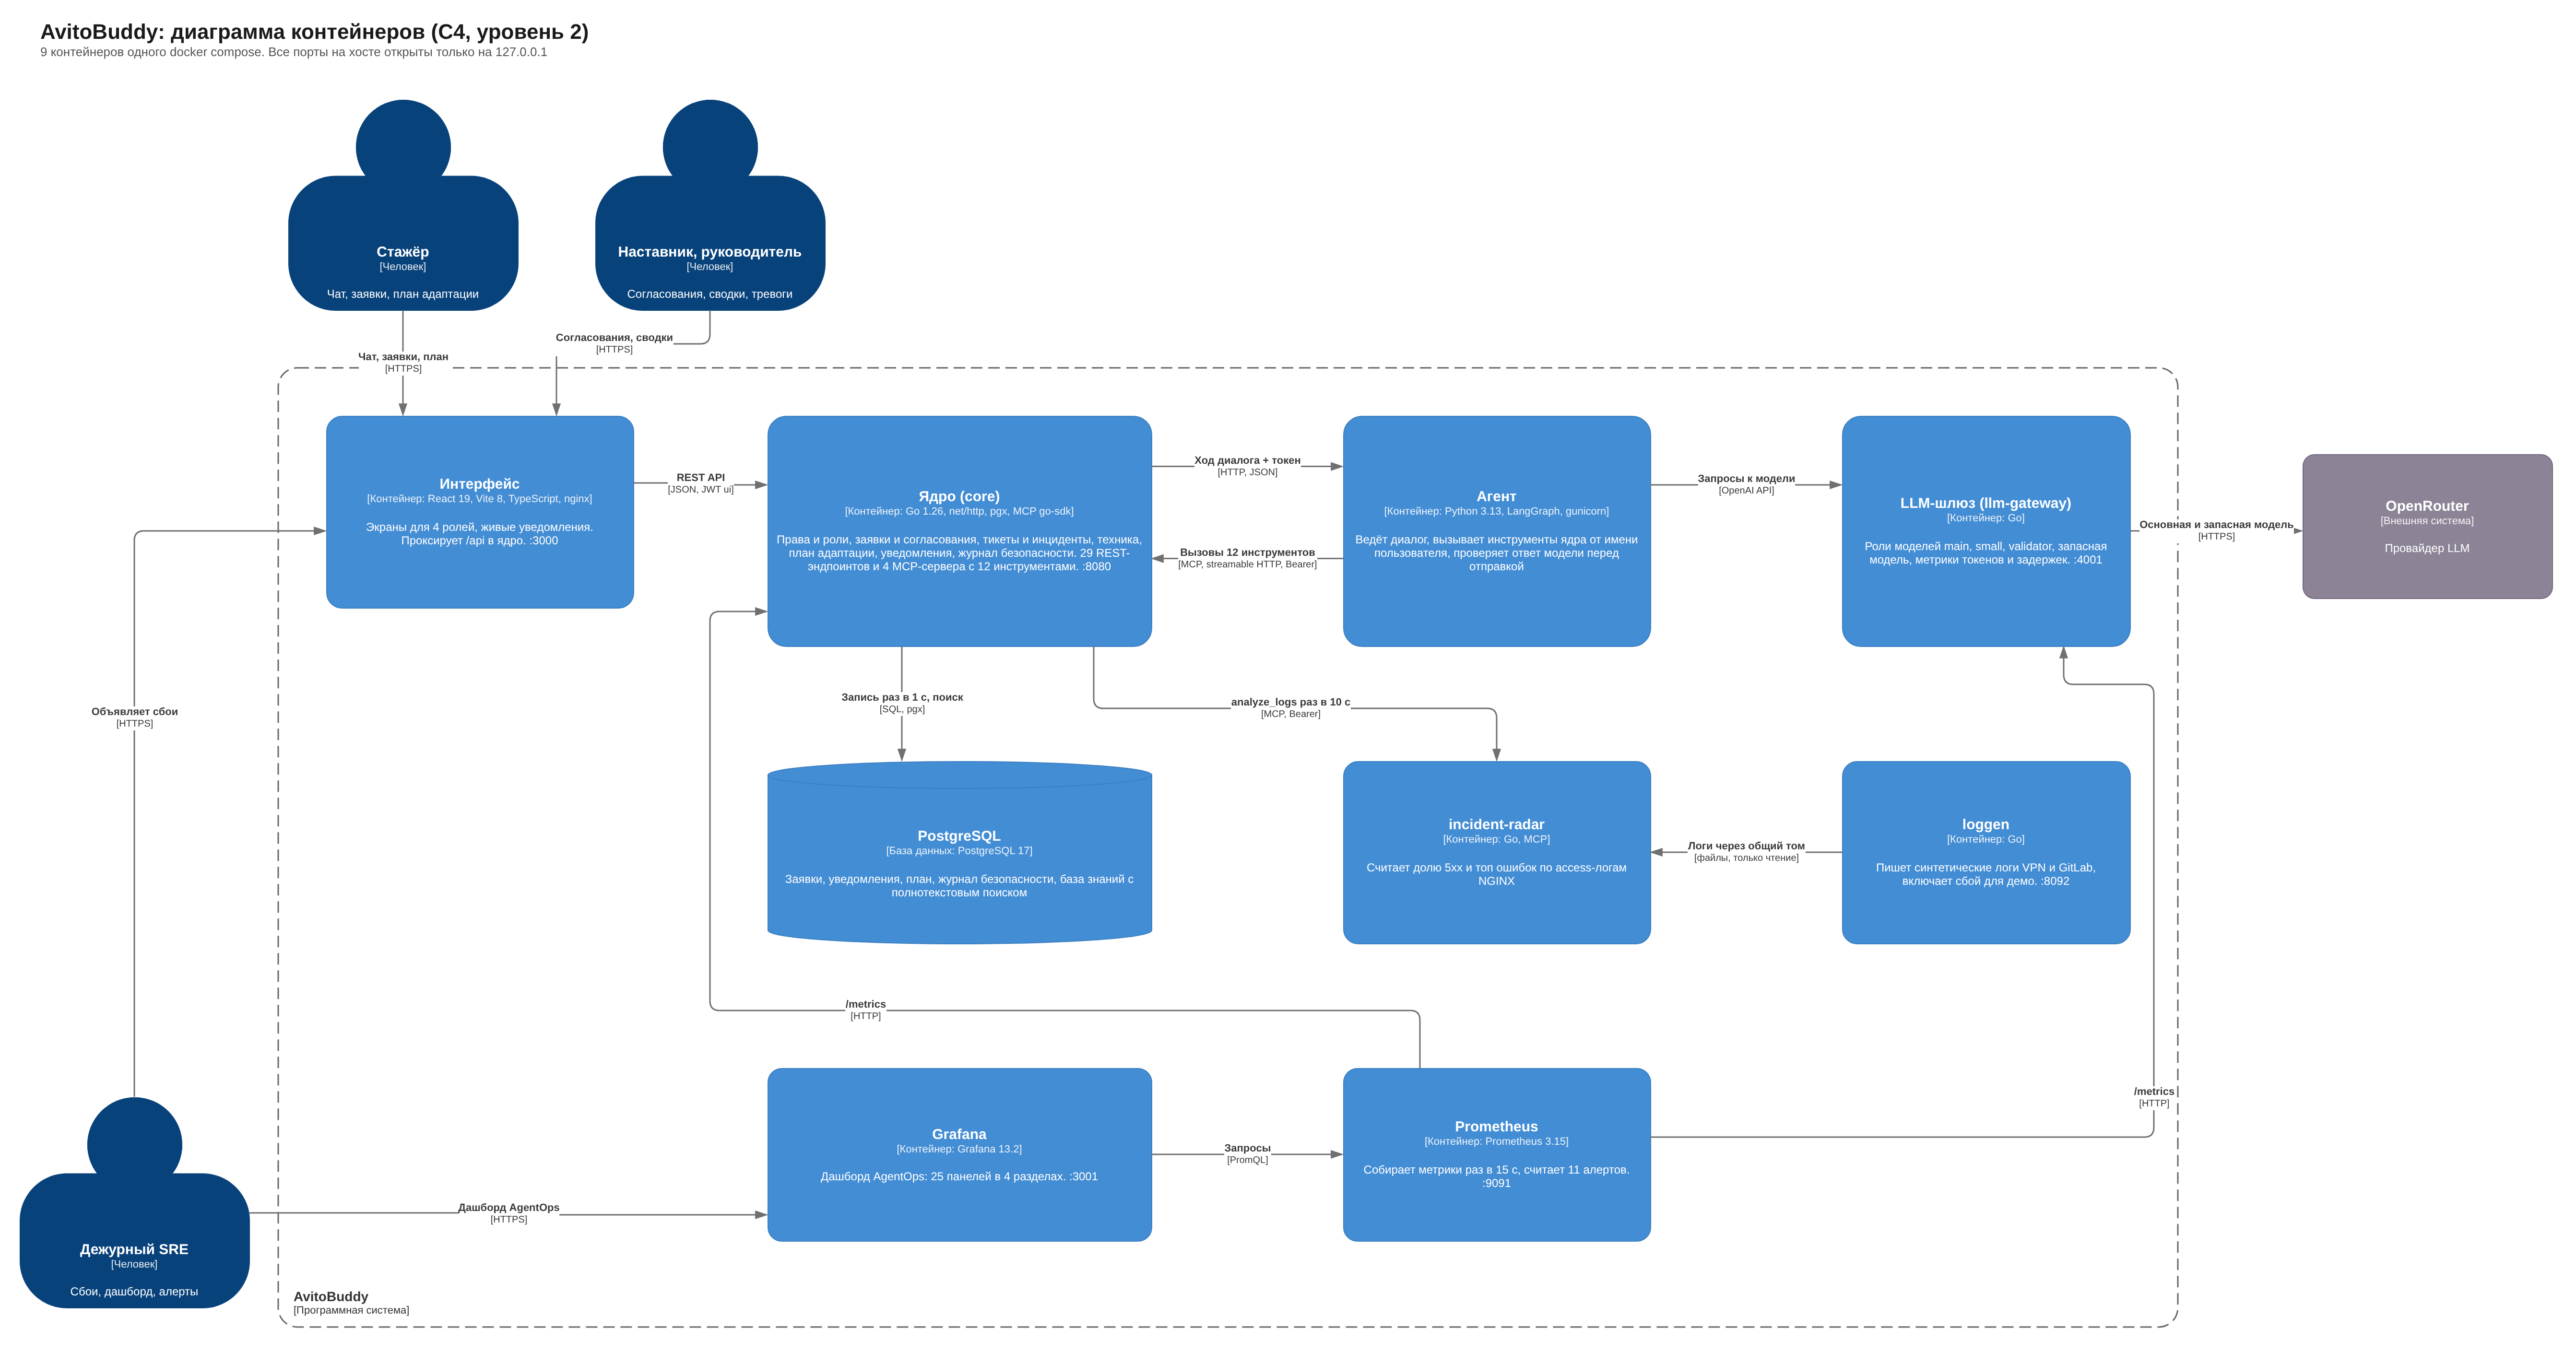 AvitoBuddy: диаграмма контейнеров (C4, уровень 2)
9 контейнеров одного docker compose. Все порты на хосте открыты только на 127.0.0.1
Стажёр
[Человек]
Чат, заявки, план адаптации
Наставник, руководитель
[Человек]
Согласования, сводки, тревоги
Чат, заявки, план
[HTTPS]
Согласования, сводки
[HTTPS]
Интерфейс
[Контейнер: React 19, Vite 8, TypeScript, nginx]
Экраны для 4 ролей, живые уведомления.
Проксирует /api в ядро. :3000
REST API
[JSON, JWT ui]
Ядро (core)
[Контейнер: Go 1.26, net/http, pgx, MCP go-sdk]
Права и роли, заявки и согласования, тикеты и инциденты, техника,
план адаптации, уведомления, журнал безопасности. 29 REST-
эндпоинтов и 4 MCP-сервера с 12 инструментами. :8080
Ход диалога + токен
[HTTP, JSON]
Вызовы 12 инструментов
[MCP, streamable HTTP, Bearer]
Агент
[Контейнер: Python 3.13, LangGraph, gunicorn]
Ведёт диалог, вызывает инструменты ядра от имени
пользователя, проверяет ответ модели перед
отправкой
Запросы к модели
[OpenAI API]
LLM-шлюз (llm-gateway)
[Контейнер: Go]
Роли моделей main, small, validator, запасная
модель, метрики токенов и задержек. :4001
Основная и запасная модель
[HTTPS]
OpenRouter
[Внешняя система]
Провайдер LLM
Объявляет сбои
[HTTPS]
Запись раз в 1 с, поиск
[SQL, pgx]
analyze_logs раз в 10 с
[MCP, Bearer]
PostgreSQL
[База данных: PostgreSQL 17]
Заявки, уведомления, план, журнал безопасности, база знаний с
полнотекстовым поиском
incident-radar
[Контейнер: Go, MCP]
Считает долю 5xx и топ ошибок по access-логам
NGINX
Логи через общий том
[файлы, только чтение]
loggen
[Контейнер: Go]
Пишет синтетические логи VPN и GitLab,
включает сбой для демо. :8092
/metrics
[HTTP]
/metrics
[HTTP]
Grafana
[Контейнер: Grafana 13.2]
Дашборд AgentOps: 25 панелей в 4 разделах. :3001
Запросы
[PromQL]
Prometheus
[Контейнер: Prometheus 3.15]
Собирает метрики раз в 15 с, считает 11 алертов.
:9091
Дашборд AgentOps
[HTTPS]
Дежурный SRE
[Человек]
Сбои, дашборд, алерты
AvitoBuddy
[Программная система]